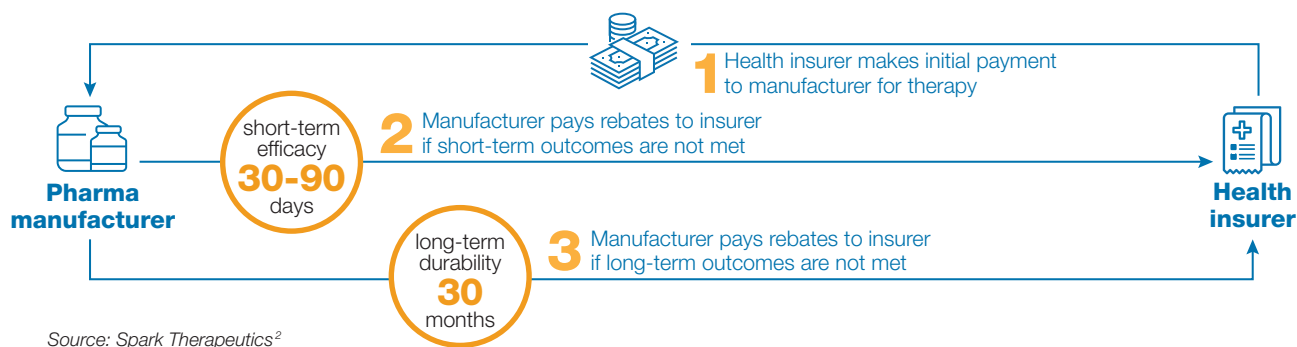 1 Health insurer makes initial payment
to manufacturer for therapy
short-term
efficacy
30-90
days
2 Manufacturer pays rebates to insurer
if short-term outcomes are not met
Pharma
manufacturer
Health
insurer
long-term
durability
30
months
3 Manufacturer pays rebates to insurer
if long-term outcomes are not met
Source: Spark Therapeutics²